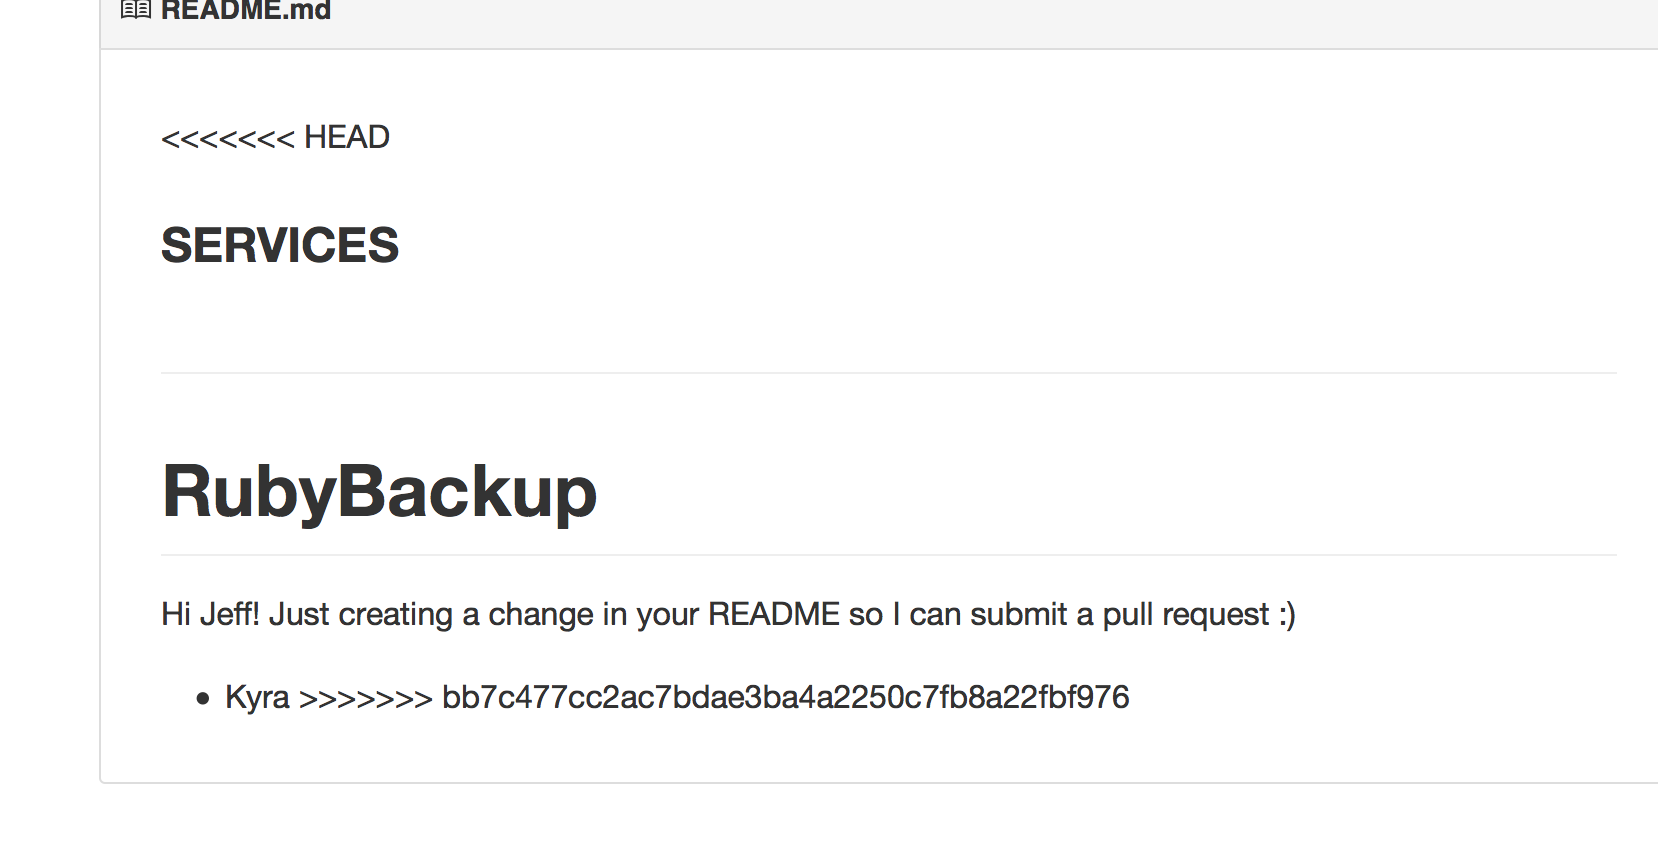 README.md
<<<<<<< HEAD
SERVICES
RubyBackup
Hi Jeff! Just creating a change in your README so I can submit a pull request :)
• Kyra >>>>>>> bb7c477cc2ac7bdae3ba4a2250c7fb8a22fbf976